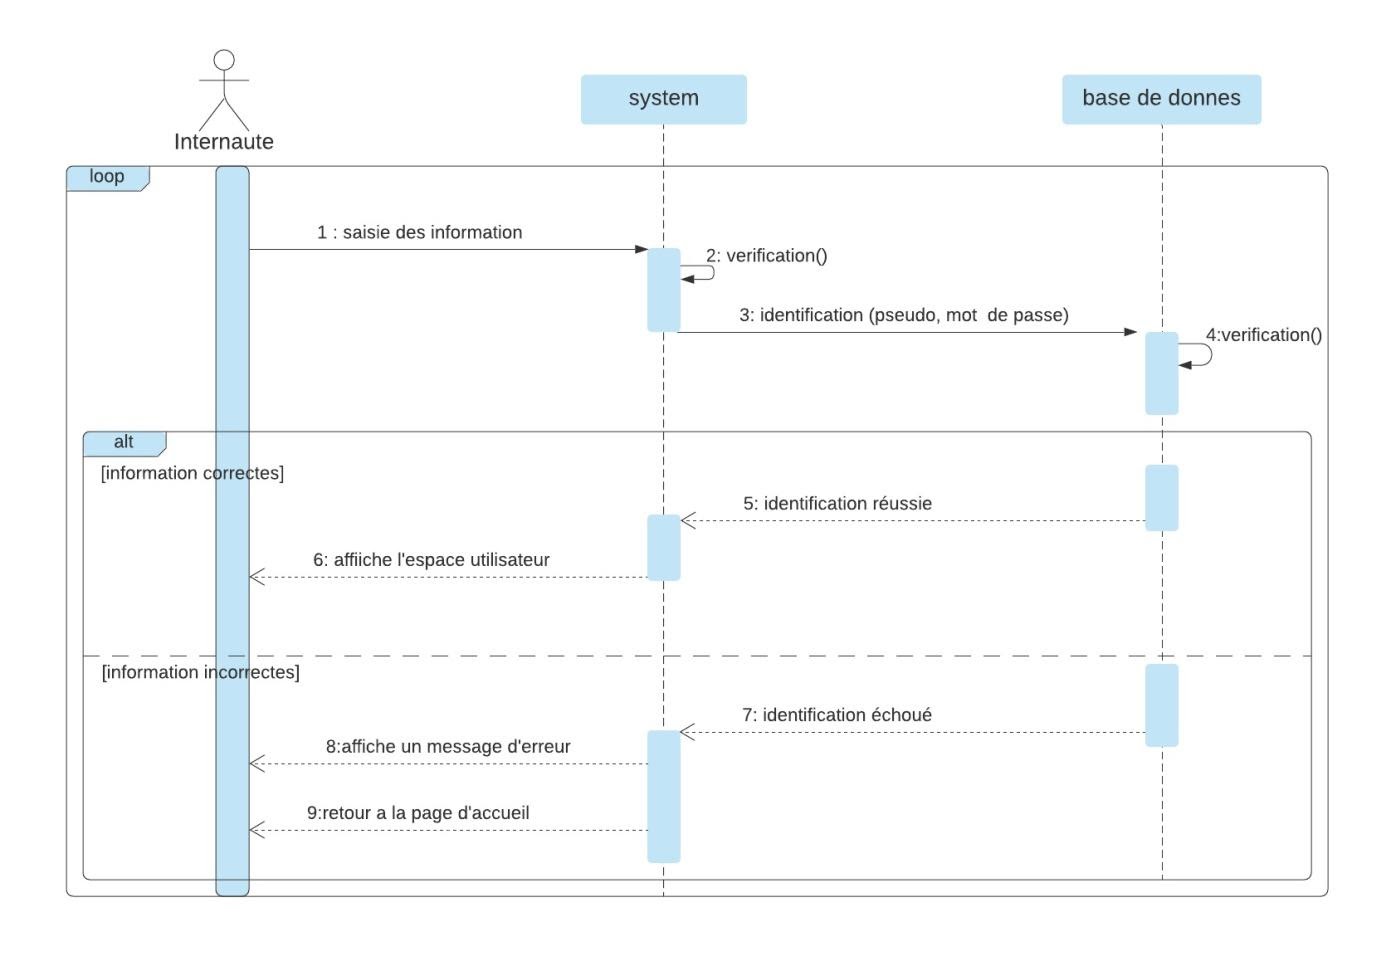 system
base de donnes
Internaute
loop
1 : saisie des information
2: verification()
3: identification (pseudo, mot  de passe)
4:verification()
alt
[information correctes]
5: identification réussie
6: affiiche l'espace utilisateur
[information incorrectes]
7: identification échoué
8:affiche un message d'erreur
9:retour a la page d'accueil